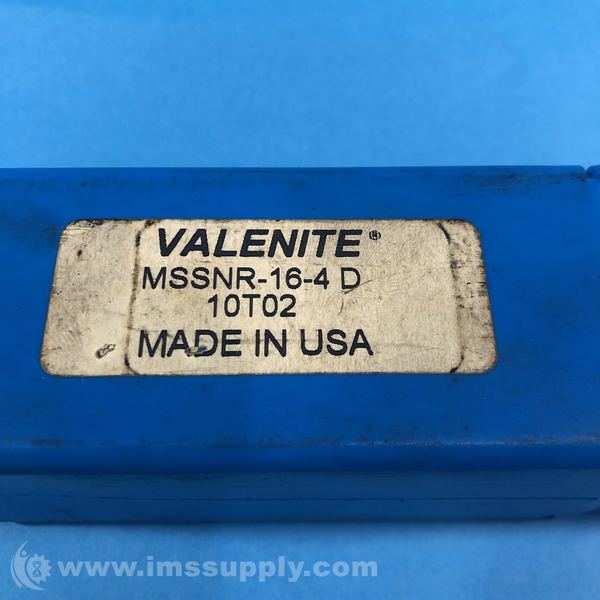 VALENITE®
MSSNR-16-4 D
10T02
MADE IN USA
www.imssupply.com